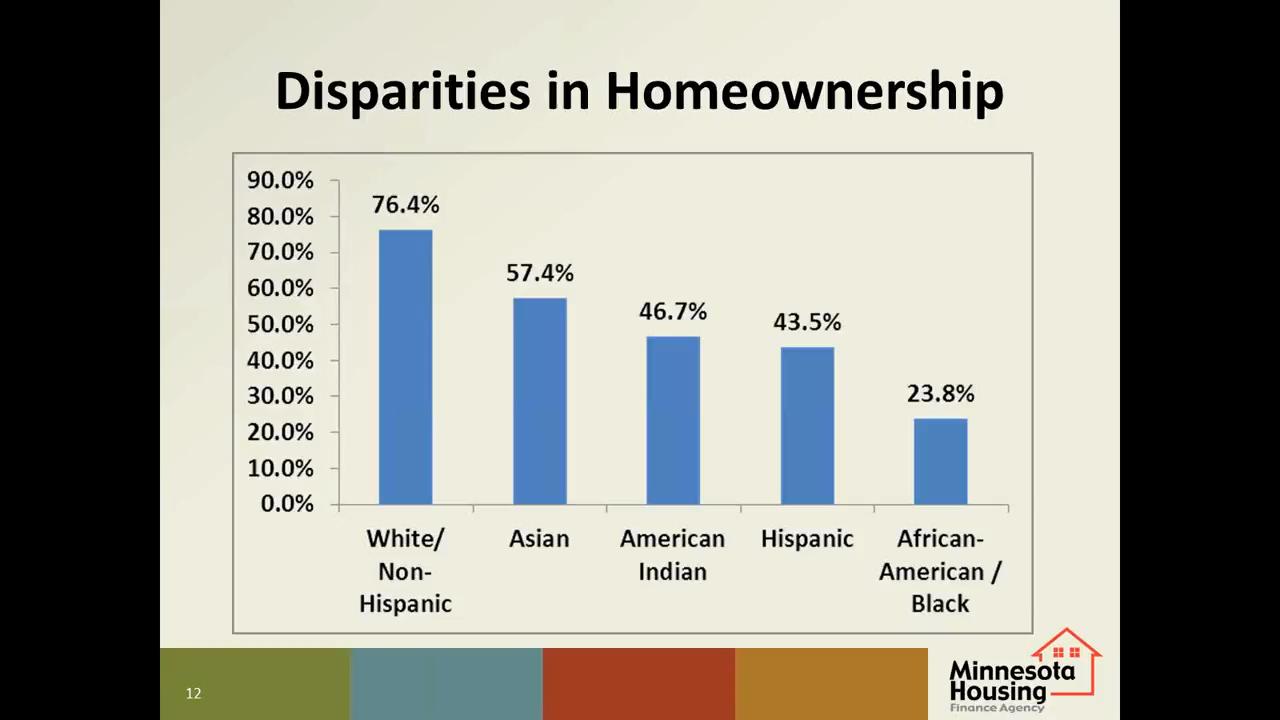 Disparities in Homeownership
90.0%
80.0%
70.0%
60.0%
50.0%
40.0%
30.0%
20.0%
10.0%
0.0%
76.4%
57.4%
46.7%
43.5%
23.8%
White/
Non-
Hispanic
Asian
American
Indian
Hispanic
African-
American /
Black
12
Minnesota
Housing
Finance Agency